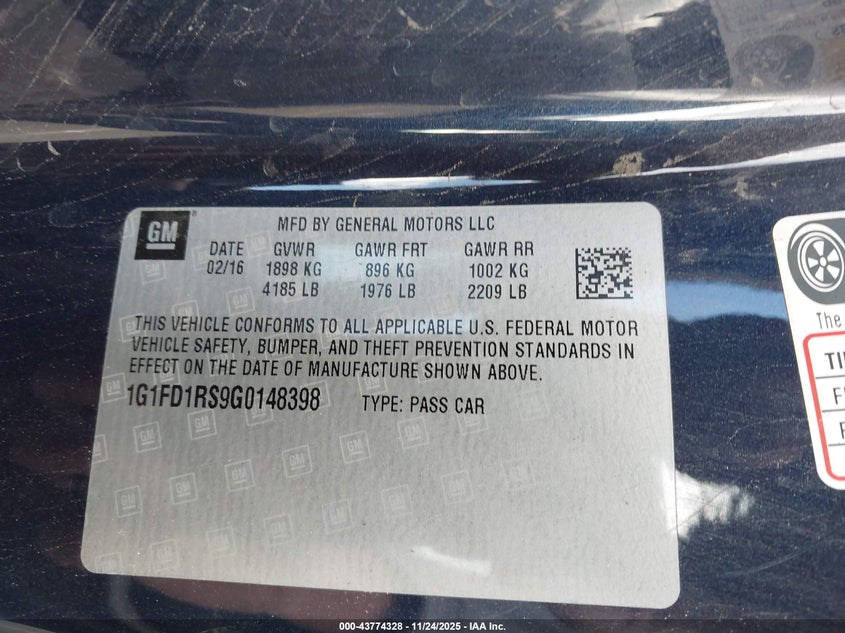 GM
MFD BY GENERAL MOTORS LLC
DATE GVWR GAWR FRT GAWR RR
02/16 1898 KG 896 KG 1002 KG
4185 LB 1976 LB 2209 LB
THIS VEHICLE CONFORMS TO ALL APPLICABLE U.S. FEDERAL MOTOR
VEHICLE SAFETY, BUMPER, AND THEFT PREVENTION STANDARDS IN
EFFECT ON THE DATE OF MANUFACTURE SHOWN ABOVE.
1G1FD1RS9G0148398 TYPE: PASS CAR
The
000-43774328 - 11/24/2025 - IAA Inc.